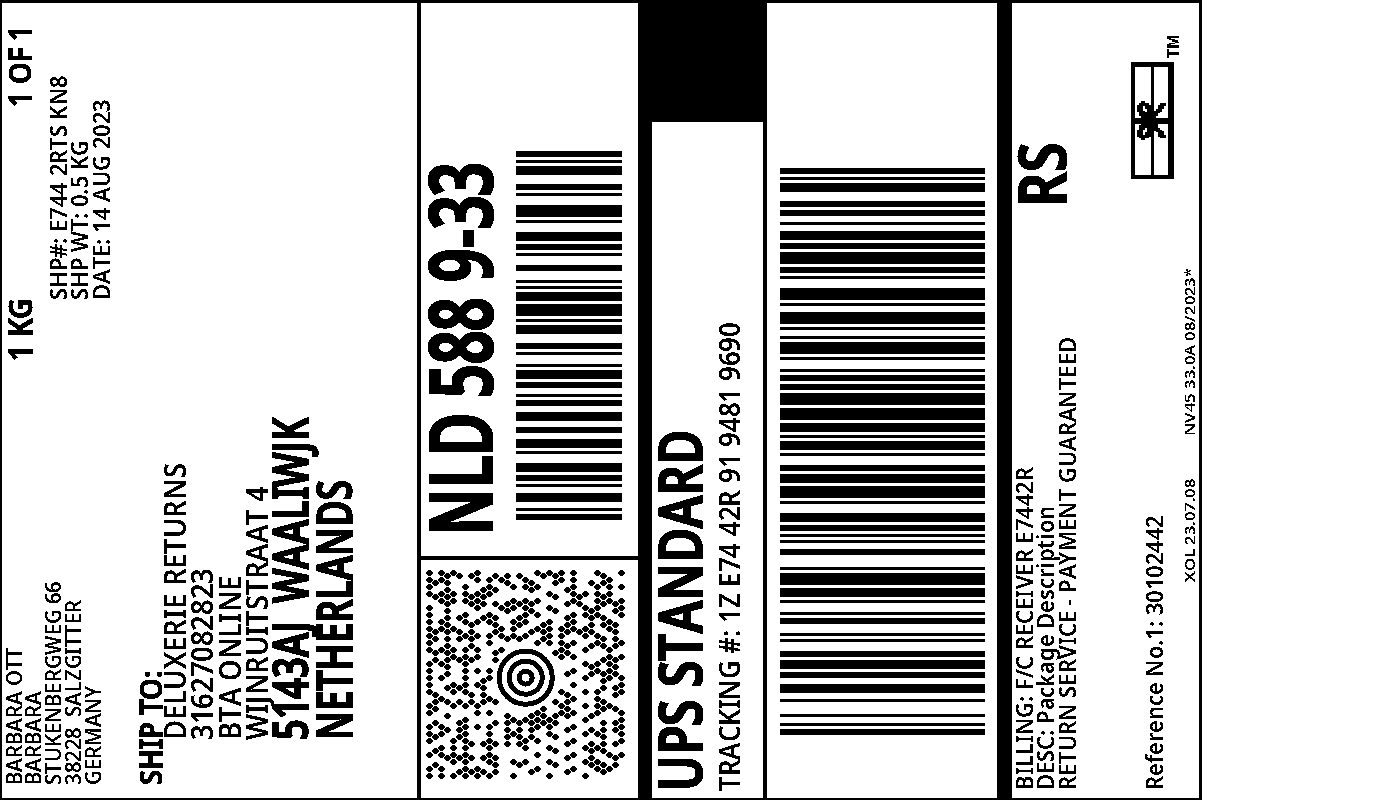 BARBARA OTT
BARBARA
STUKENBERGWEG 66
38228 SALZGITTER
GERMANY
1 KG
1 OF 1
SHP#: E744 2RTS KN8
SHP WT: 0.5 KG
DATE: 14 AUG 2023
SHIP TO:
DELUXERIE RETURNS
31627082823
BTA ONLINE
WINRUITSTRAAT 4
5143AJ WAALIWJK
NETHERLANDS
NLD 588 9-33
UPS STANDARD
TRACKING #: 1Z E74 42R 91 9481 9690
BILLING: F/C RECEIVER E7442R
DESC: Package Description
RETURN SERVICE - PAYMENT GUARANTEED
RS
Reference No.1: 30102442
XOL 23.07.08 NV45 33.0A 08/2023*
TM